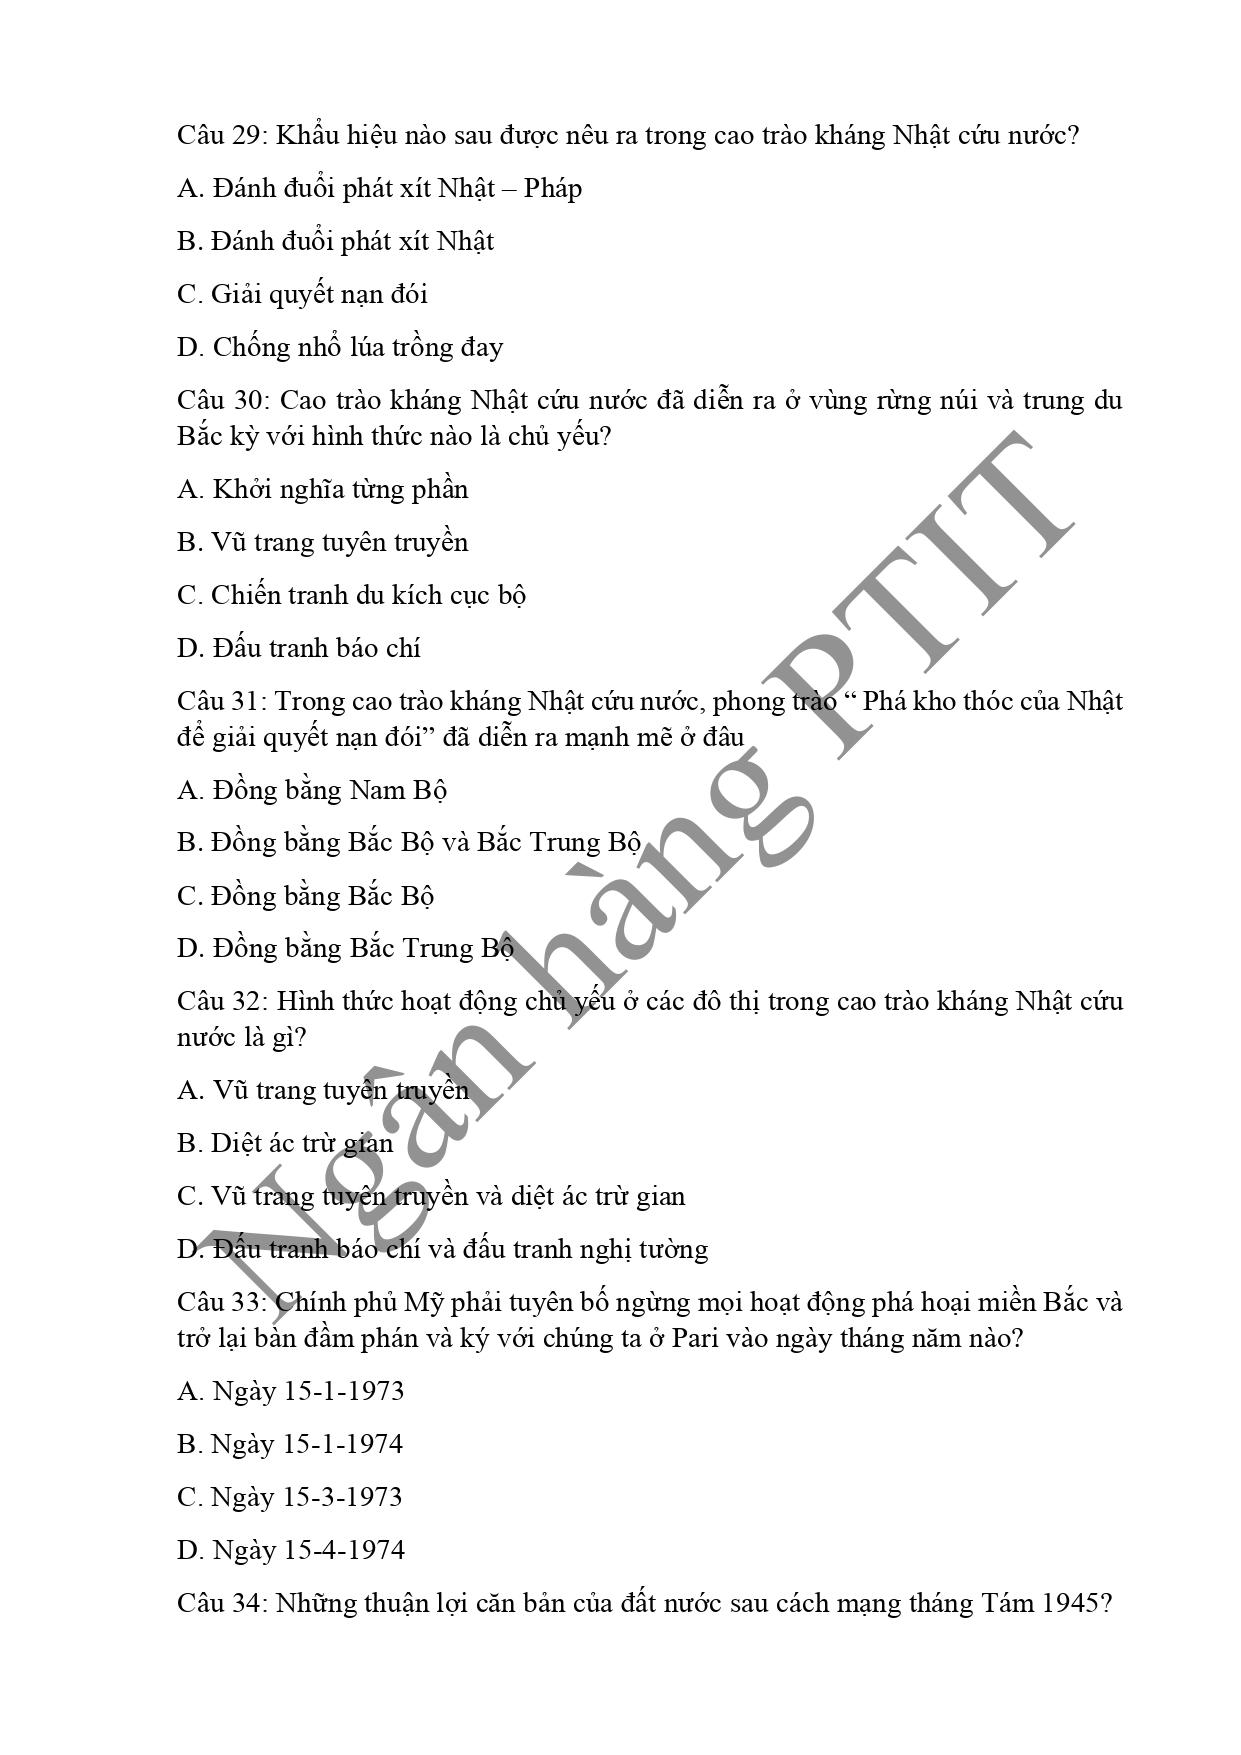 Câu 29: Khẩu hiệu nào sau được nêu ra trong cao trào kháng Nhật cứu nước?
A. Đánh đuổi phát xít Nhật – Pháp
B. Đánh đuổi phát xít Nhật
C. Giải quyết nạn đói
D. Chống nhổ lúa trồng đay
Câu 30: Cao trào kháng Nhật cứu nước đã diễn ra ở vùng rừng núi và trung du
Bắc kỳ với hình thức nào là chủ yếu?
A. Khởi nghĩa từng phần
B. Vũ trang tuyên truyền
C. Chiến tranh du kích cục bộ
D. Đấu tranh báo chí
Câu 31: Trong cao trào kháng Nhật cứu nước, phong trào “ Phá kho thóc của Nhật
để giải quyết nạn đói” đã diễn ra mạnh mẽ ở đâu
A. Đồng bằng Nam Bộ
B. Đồng bằng Bắc Bộ và Bắc Trung Bộ
C. Đồng bằng Bắc Bộ
D. Đồng bằng Bắc Trung Bộ
Câu 32: Hình thức hoạt động chủ yếu ở các đô thị trong cao trào kháng Nhật cứu
nước là gì?
A. Vũ trang tuyên truyền
B. Diệt ác trừ gian
C. Vũ trang tuyên truyền và diệt ác trừ gian
D. Đấu tranh báo chí và đấu tranh nghị tường
Câu 33: Chính phủ Mỹ phải tuyên bố ngừng mọi hoạt động phá hoại miền Bắc và
trở lại bàn đầm phán và ký với chúng ta ở Pari vào ngày tháng năm nào?
A. Ngày 15-1-1973
B. Ngày 15-1-1974
C. Ngày 15-3-1973
D. Ngày 15-4-1974
Câu 34: Những thuận lợi căn bản của đất nước sau cách mạng tháng Tám 1945?
Ngần hàng PTIT